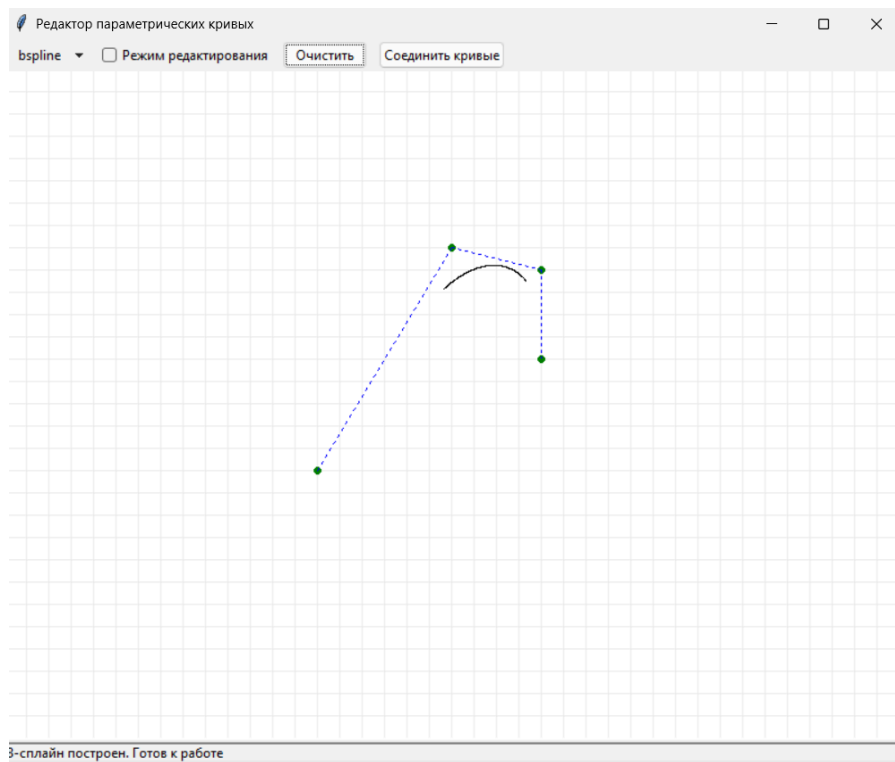 Редактор параметрических кривых
bspline Режим редактирования Очистить Соединить кривые
В-сплайн построен. Готов к работе